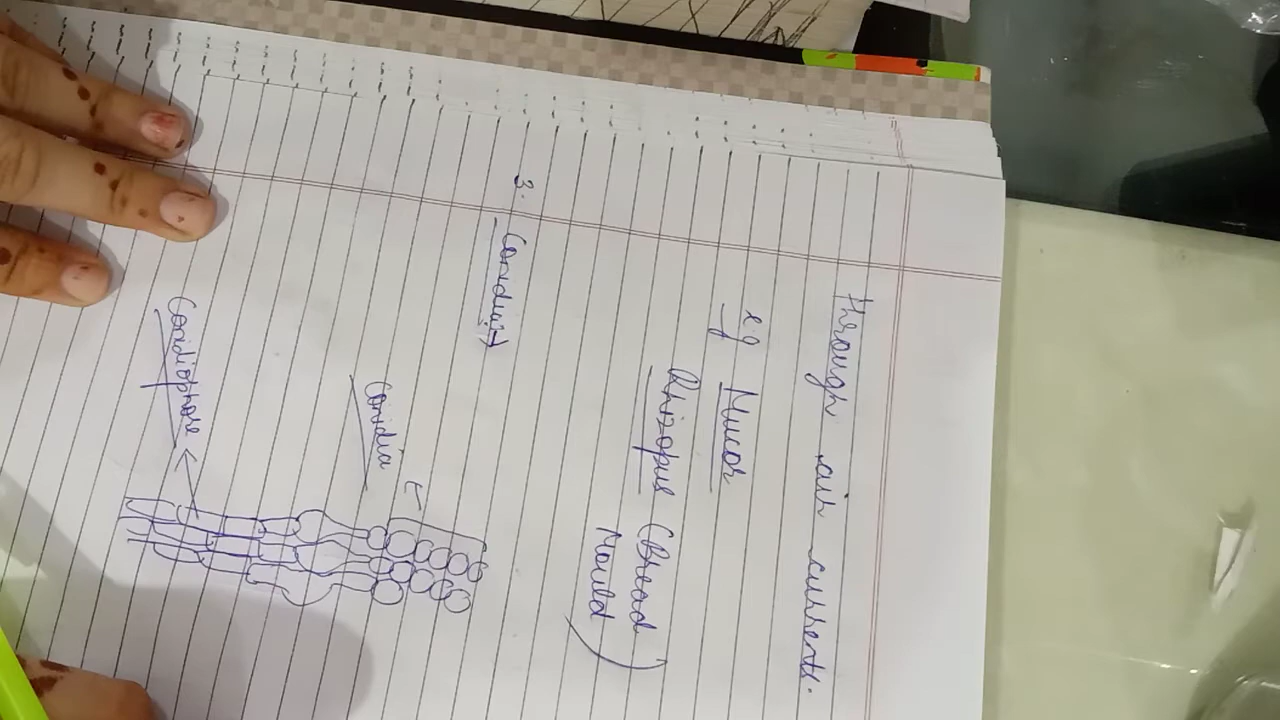 through air currents.
e.g Mucor
Rhizopus (Bread
Mould)
3. Conidia:→
Conidia
Conidiophore